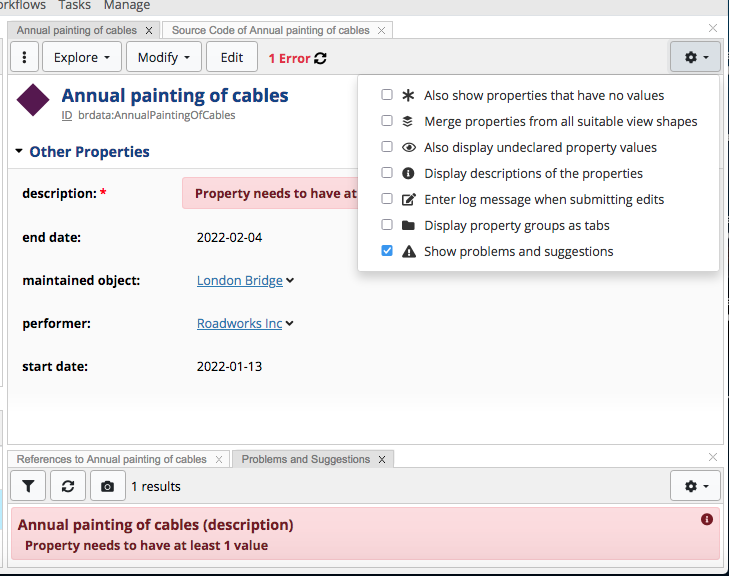 Tasks Manage
Annual painting of cables
Source Code of Annual painting of cables
Explore
Modify
Edit
1 Error
Annual painting of cables
ID brdata:AnnualPaintingOfCables
Also show properties that have no values
Merge properties from all suitable view shapes
Also display undeclared property values
Display descriptions of the properties
Enter log message when submitting edits
Display property groups as tabs
Show problems and suggestions
Other Properties
description: *
Property needs to have at
end date:
2022-02-04
maintained object:
London Bridge
performer:
Roadworks Inc
start date:
2022-01-13
References to Annual painting of cables
Problems and Suggestions
1 results
Annual painting of cables (description)
Property needs to have at least 1 value